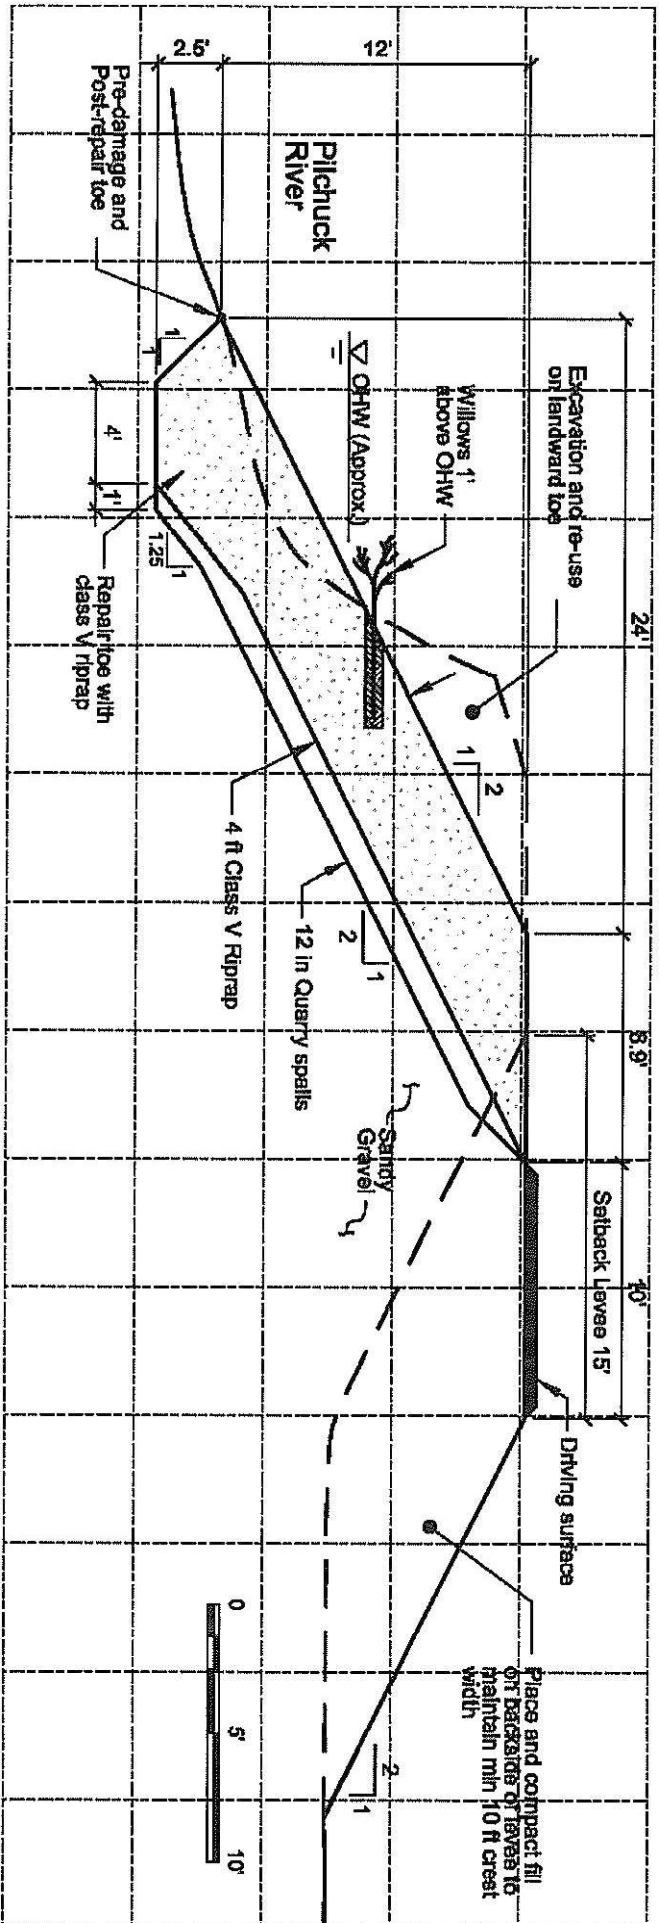 2.5'
12'
Pre-damage and
Post-repair toe
Pilchuck
River
1
1
4'
1'
1.25
1
Repair toe with
class V riprap
OHW (Approx.)
Willows 1'
above OHW
Excavation and re-use
on landward toe
24'
1
2
4 ft Class V Riprap
12 in Quarry spalls
2
1
Sandy
Gravel
8.9'
Setback Levee 15'
10'
Driving surface
Place and compact fill
on backside of levee to
maintain min 10 ft crest
width
2
1
0
5'
10'